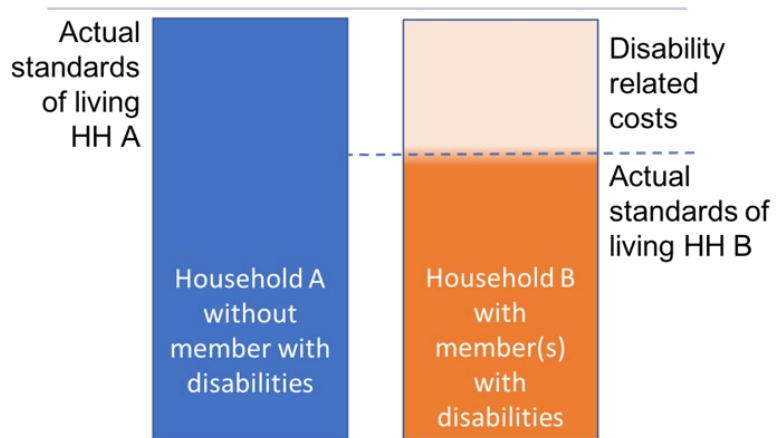 Actual
standards
of living
HH A
Household A
without
member with
disabilities
Household B
with
member(s)
with
disabilities
Disability
related
costs
Actual
standards of
living HH B